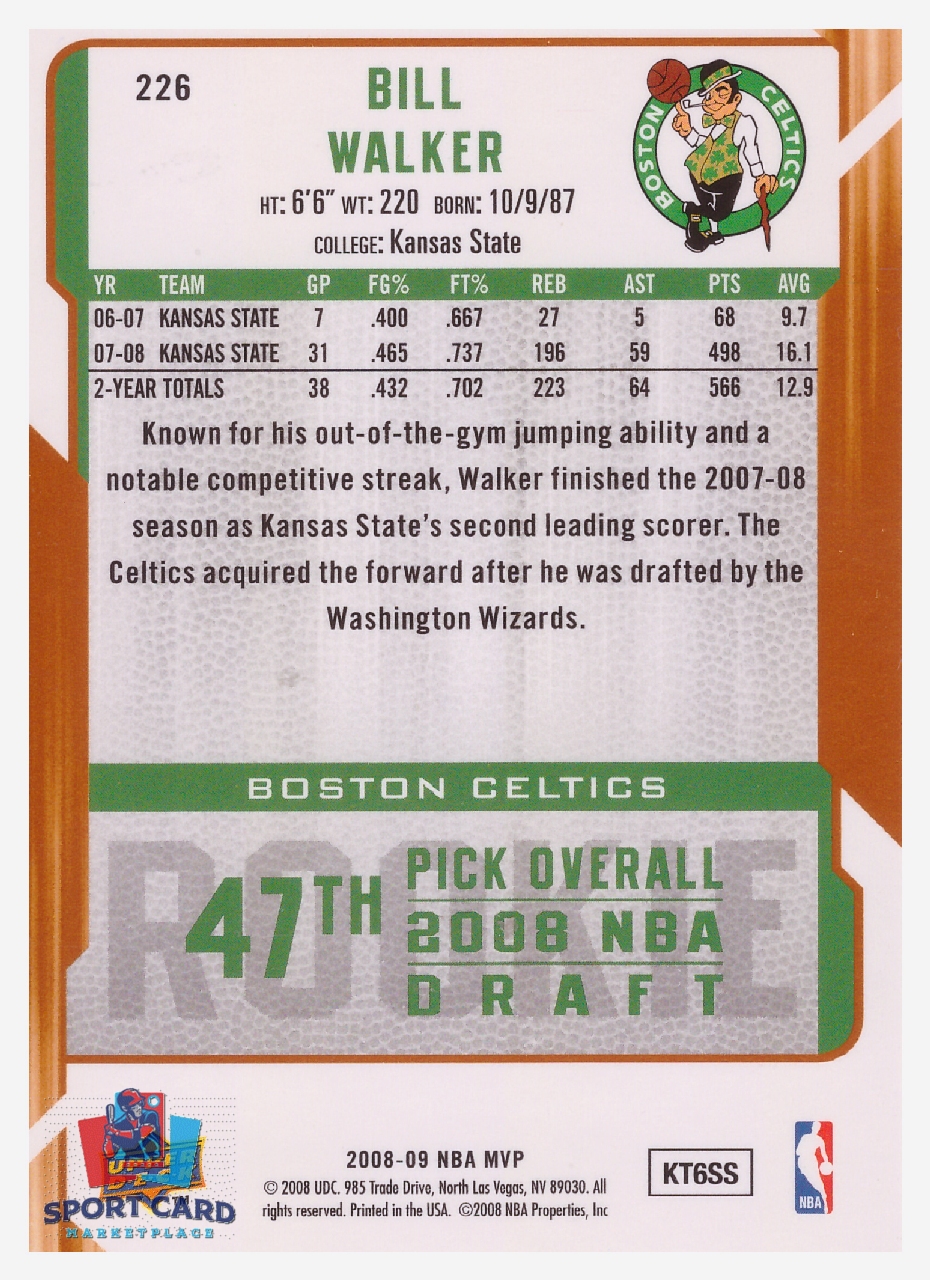 226
BILL
WALKER
HT: 6'6" WT: 220 BORN: 10/9/87
COLLEGE: Kansas State
BOSTON CELTICS
YR TEAM GP FG% FT% REB AST PTS AVG
06-07 KANSAS STATE 7 .400 .667 27 5 68 9.7
07-08 KANSAS STATE 31 .465 .737 196 59 498 16.1
2-YEAR TOTALS 38 .432 .702 223 64 566 12.9
Known for his out-of-the-gym jumping ability and a
notable competitive streak, Walker finished the 2007-08
season as Kansas State's second leading scorer. The
Celtics acquired the forward after he was drafted by the
Washington Wizards.
BOSTON CELTICS
ROOKIE
47TH PICK OVERALL
2008 NBA
DRAFT
UPPER
DECK
SPORT CARD
MARKETPLACE
2008-09 NBA MVP
© 2008 UDC. 985 Trade Drive, North Las Vegas, NV 89030. All
rights reserved. Printed in the USA. ©2008 NBA Properties, Inc
KT6SS
NBA